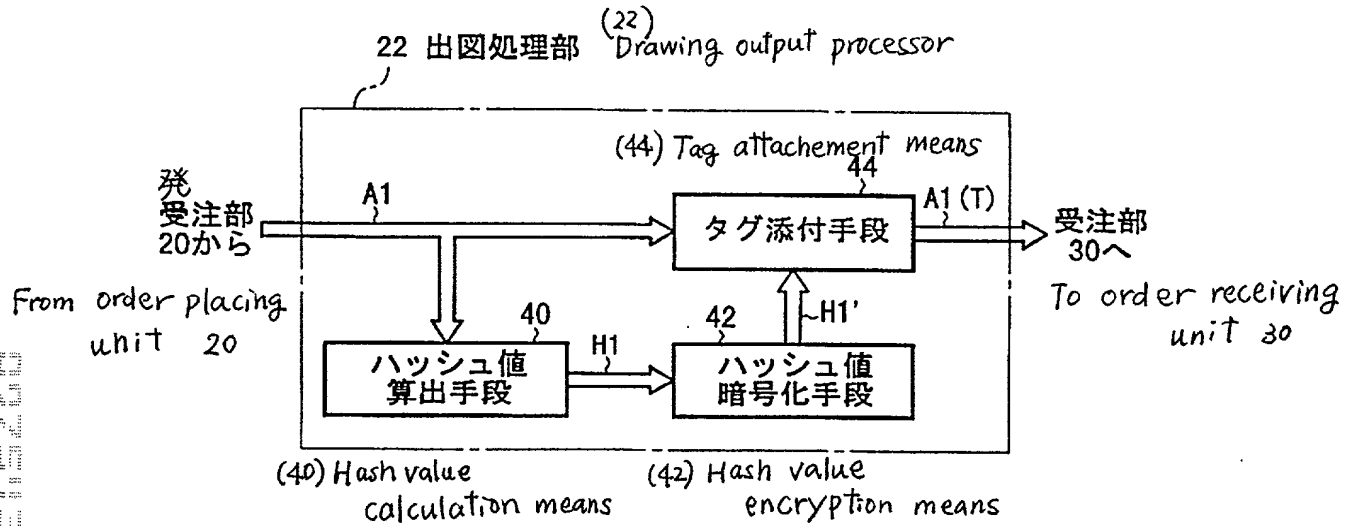 22 出図処理部 (22) Drawing output processor
(44) Tag attachement means
44
発
受注部
20から
A1
タグ添付手段
A1(T)
受注部
30へ
From order placing
unit 20
To order receiving
unit 30
40
ハッシュ値
算出手段
H1
42
ハッシュ値
暗号化手段
H1'
(40) Hash value
calculation means
(42) Hash value
encryption means